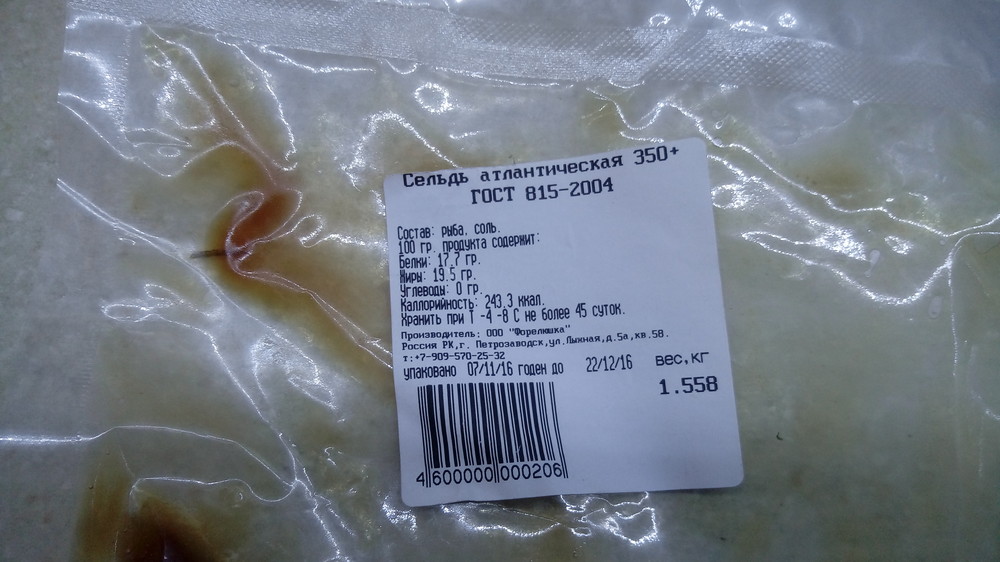 Сельдь атлантическая 350+
ГОСТ 815-2004
Состав: рыба, соль.
100 гр. продукта содержит:
Белки: 17.7 гр.
Жиры: 19.5 гр.
Углеводы: 0 гр.
Каллорийность: 243,3 ккал.
Хранить при Т -4 -8 С не более 45 суток.
Производитель: ООО "Форелюшка"
Россия РК,г. Петрозаводск,ул.Лыжная,д.5а,кв.58.
т:+7-909-570-25-32
упаковано 07/11/16 годен до 22/12/16 вес,кг
1.558
4 600000 000206